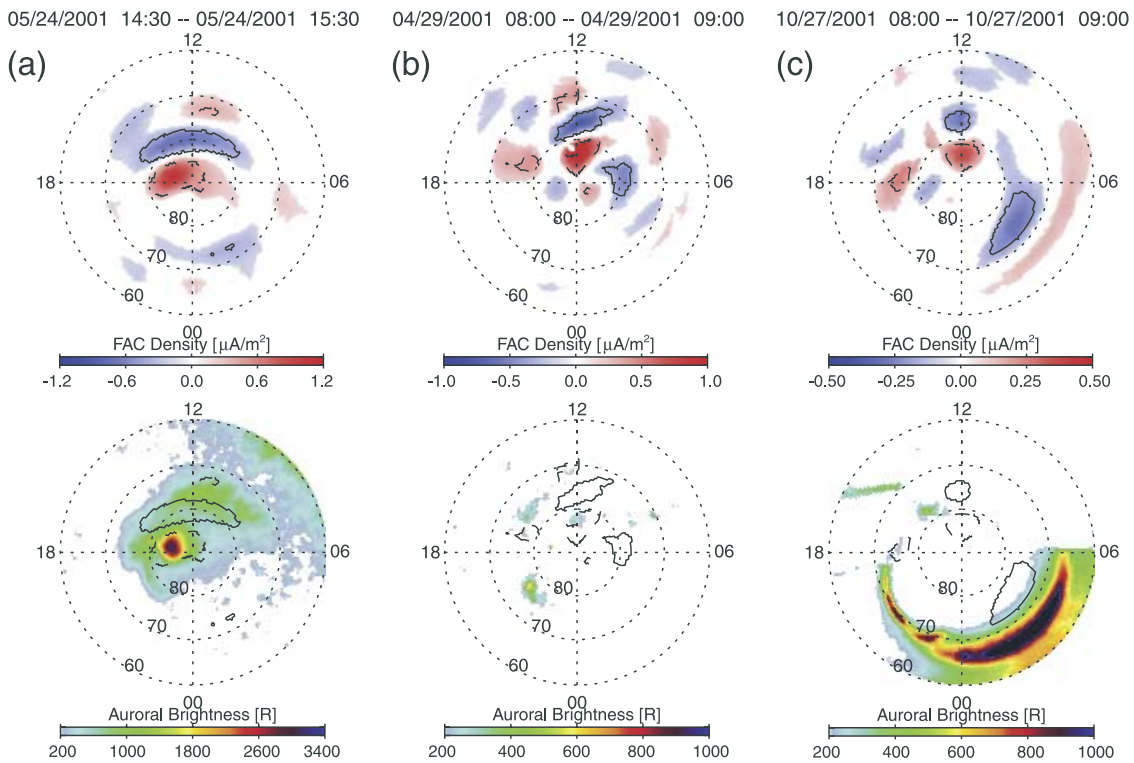 05/24/2001 14:30 -- 05/24/2001 15:30
04/29/2001 08:00 -- 04/29/2001 09:00
10/27/2001 08:00 -- 10/27/2001 09:00
(a)
12
18
06
80
70
60
00
(b)
12
18
06
80
70
60
00
(c)
12
18
06
80
70
60
00
FAC Density [μA/m²]
-1.2 -0.6 0.0 0.6 1.2
FAC Density [μA/m²]
-1.0 -0.5 0.0 0.5 1.0
FAC Density [μA/m²]
-0.50 -0.25 0.00 0.25 0.50
12
18
06
80
70
60
00
12
18
06
80
70
60
00
12
18
06
80
70
60
00
Auroral Brightness [R]
200 1000 1800 2600 3400
Auroral Brightness [R]
200 400 600 800 1000
Auroral Brightness [R]
200 400 600 800 1000